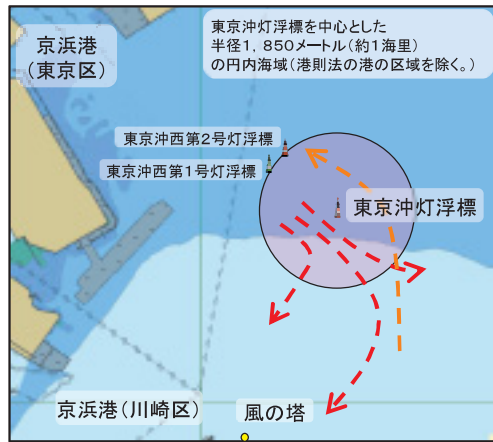 京浜港
(東京区)
東京沖灯浮標を中心とした
半径1,850メートル(約1海里)
の円内海域(港則法の港の区域を除く。)
東京沖西第2号灯浮標
東京沖西第1号灯浮標
東京沖灯浮標
京浜港(川崎区)
風の塔